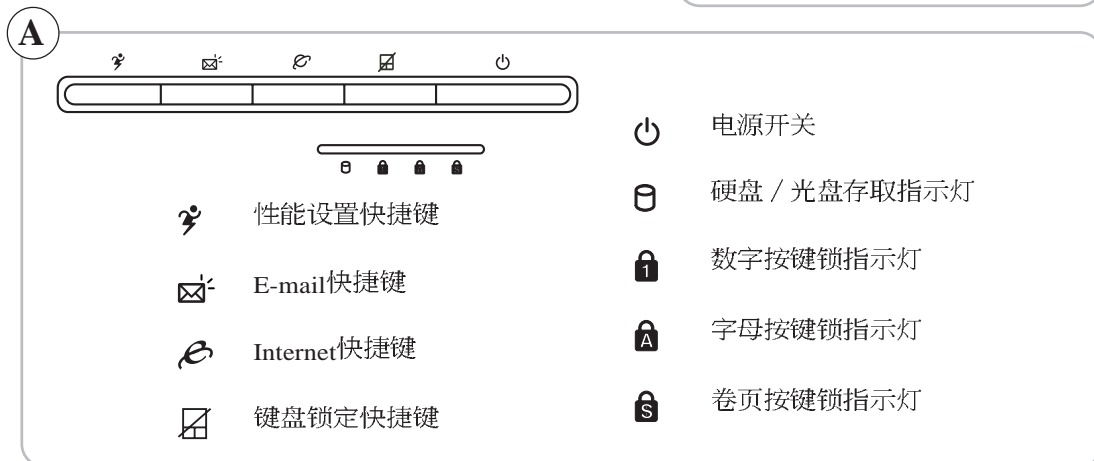 A
性能设置快捷键
E-mail快捷键
Internet快捷键
键盘锁定快捷键
电源开关
硬盘 / 光盘存取指示灯
1 数字按键锁指示灯
A 字母按键锁指示灯
S 卷页按键锁指示灯